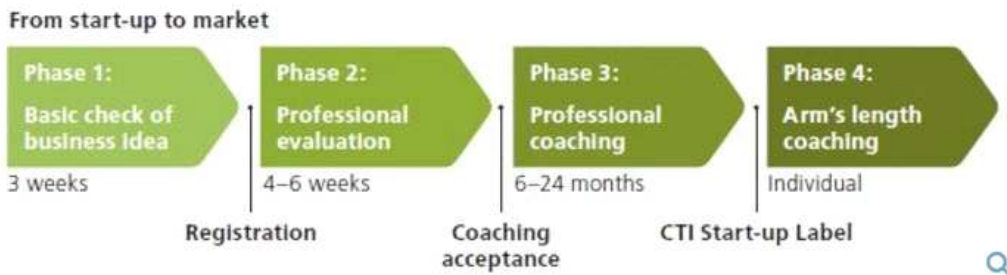 From start-up to market
Phase 1:
Basic check of
business idea
3 weeks
Phase 2:
Professional
evaluation
4–6 weeks
Phase 3:
Professional
coaching
6–24 months
Phase 4:
Arm's length
coaching
Individual
Registration
Coaching
acceptance
CTI Start-up Label